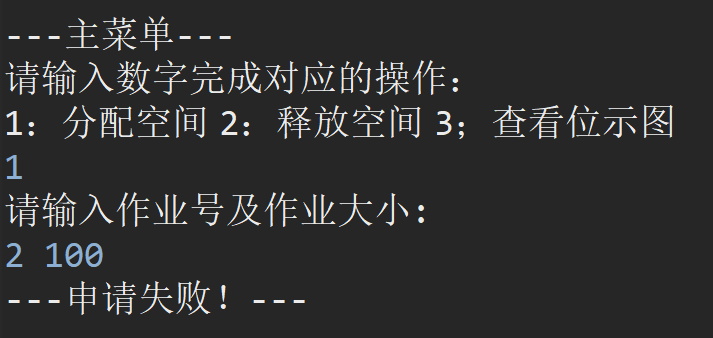 ---主菜单---
请输入数字完成对应的操作：
1：分配空间 2：释放空间 3；查看位示图
1
请输入作业号及作业大小：
2 100
---申请失败！---